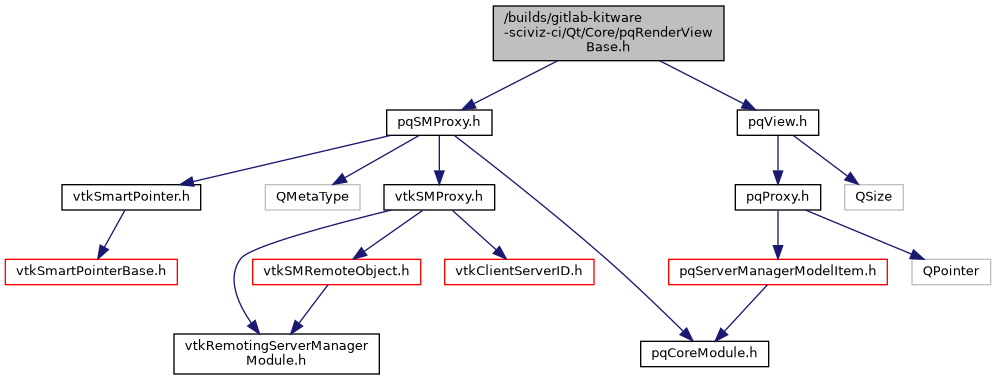 /builds/gitlab-kitware
-sciviz-ci/Qt/Core/pqRenderView
Base.h
pqSMProxy.h
pqView.h
vtkSmartPointer.h
QMetaType
vtkSMProxy.h
pqProxy.h
QSize
vtkSmartPointerBase.h
vtkSMRemoteObject.h
vtkClientServerID.h
pqServerManagerModelItem.h
QPointer
vtkRemotingServerManager
Module.h
pqCoreModule.h